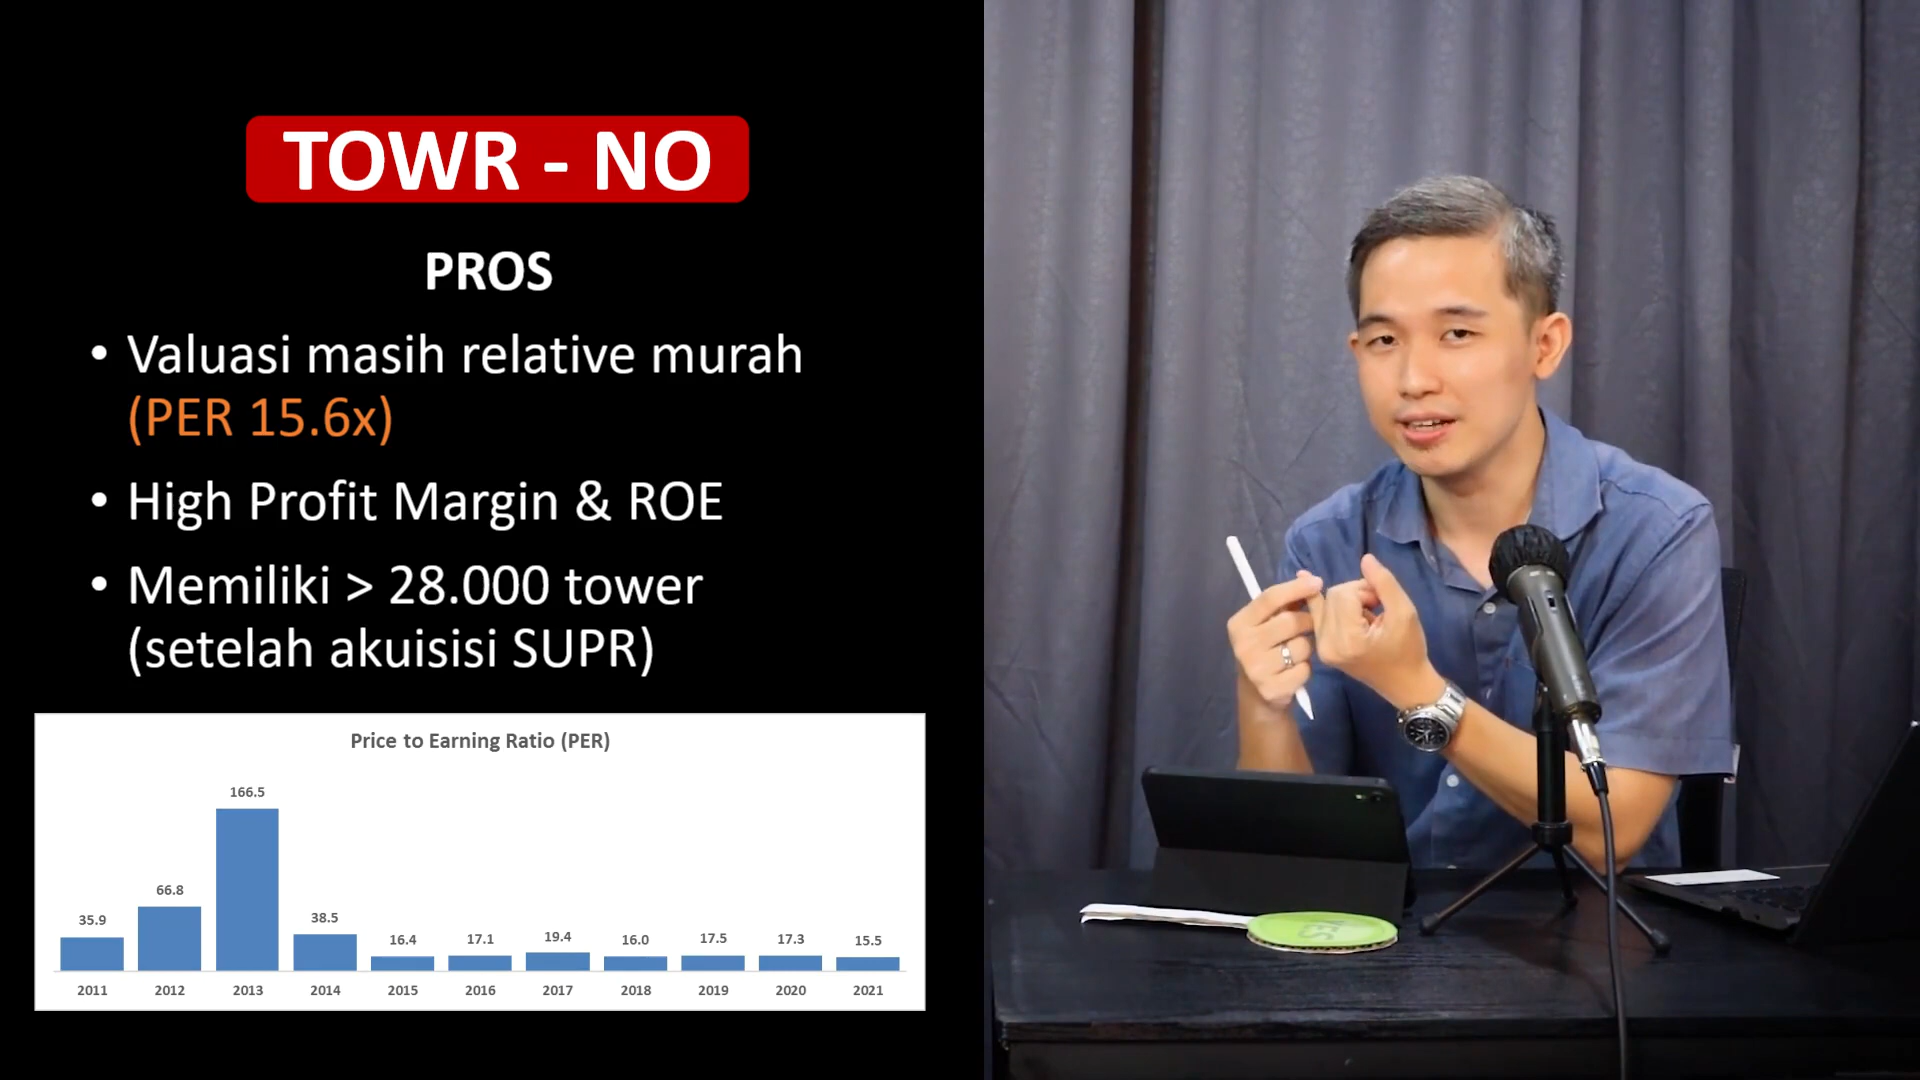 TOWR - NO
PROS
• Valuasi masih relative murah
(PER 15.6x)
• High Profit Margin & ROE
• Memiliki > 28.000 tower
(setelah akuisisi SUPR)
Price to Earning Ratio (PER)
35.9 66.8 166.5 38.5 16.4 17.1 19.4 16.0 17.5 17.3 15.5
2011 2012 2013 2014 2015 2016 2017 2018 2019 2020 2021